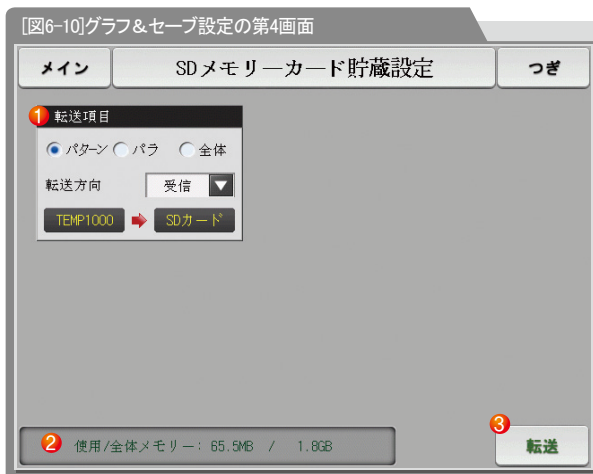 [図6-10]グラフ&セーブ設定の第4画面
メイン
SDメモリーカード貯蔵設定
つぎ
1 転送項目
パターン パラ 全体
転送方向 受信
TEMP1000 SDカード
2 使用/全体メモリー: 65.5MB / 1.8GB
3
転送